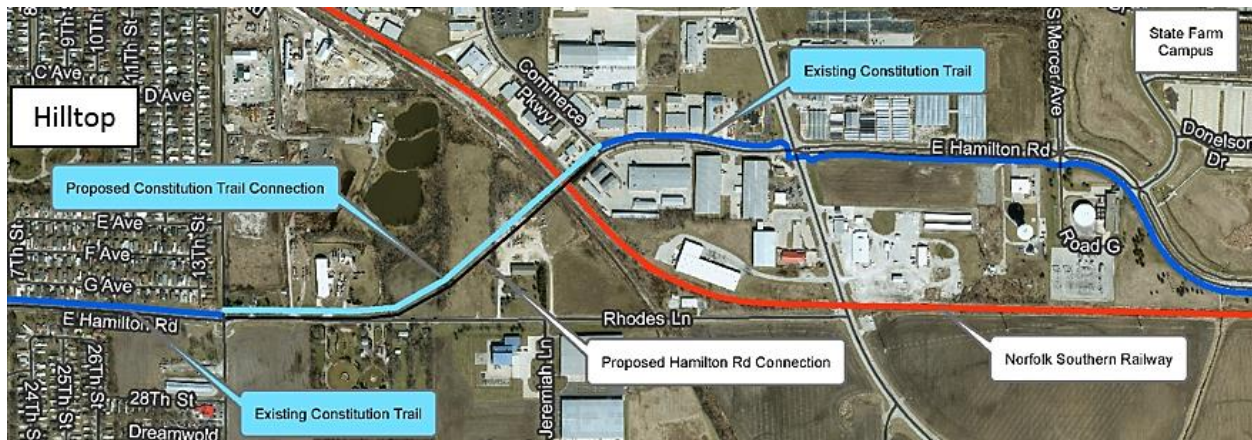 9Th St
10Th St
11Th St
C Ave
D Ave
Hilltop
Commerce
Pkwy
Existing Constitution Trail
S Mercer Ave
State Farm
Campus
Donelson
Dr
E Hamilton Rd
Proposed Constitution Trail Connection
E Ave
F Ave
G Ave
7Th St
13Th St
Road G
E Hamilton Rd
Rhodes Ln
Proposed Hamilton Rd Connection
Norfolk Southern Railway
Jeremiah Ln
24Th S
25Th St
26Th St
28Th St
Existing Constitution Trail
Dreamwold